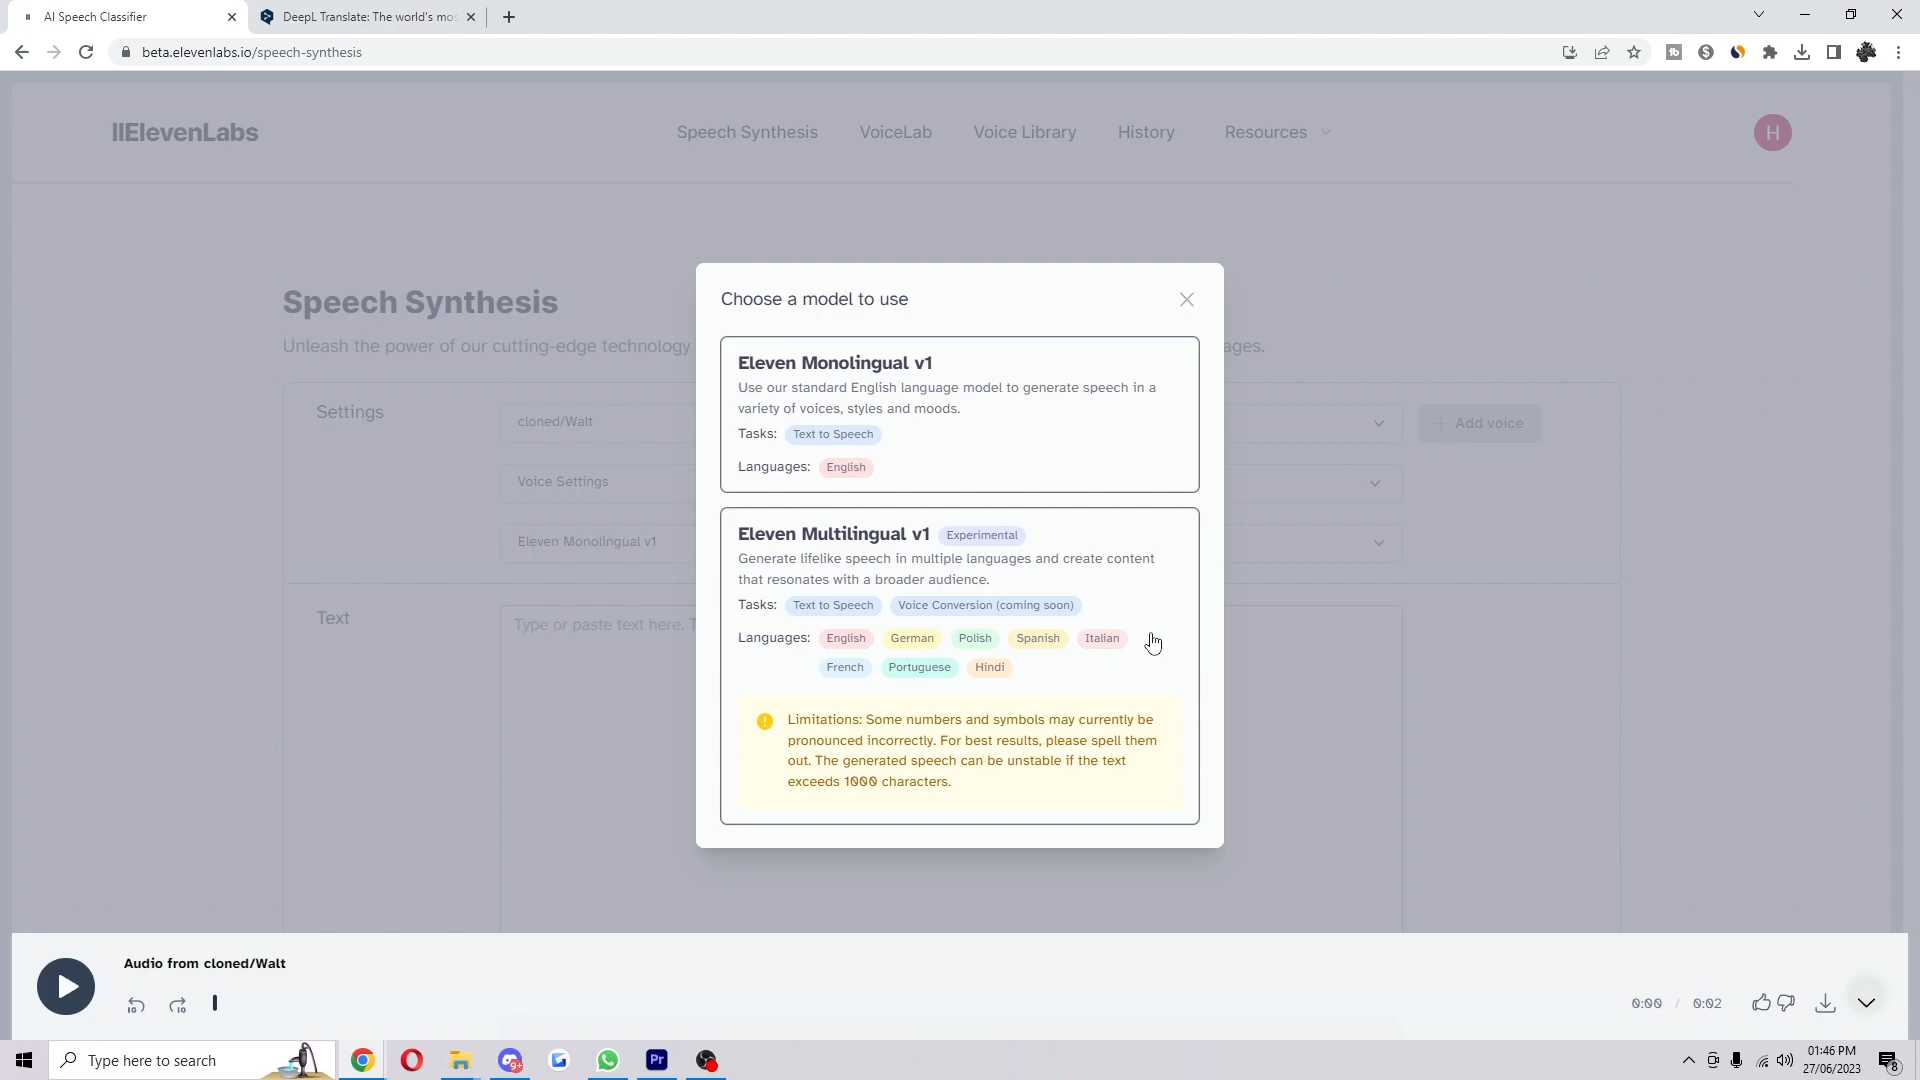 AI Speech Classifier
DeepL Translate: The world's mos
beta.elevenlabs.io/speech-synthesis
IIElevenLabs
Speech Synthesis
VoiceLab
Voice Library
History
Resources
H
Speech Synthesis
Unleash the power of our cutting-edge technology
ages.
Settings
cloned/Walt
Add voice
Voice Settings
Eleven Monolingual v1
Text
Type or paste text here. T
Choose a model to use
Eleven Monolingual v1
Use our standard English language model to generate speech in a
variety of voices, styles and moods.
Tasks: Text to Speech
Languages: English
Eleven Multilingual v1 Experimental
Generate lifelike speech in multiple languages and create content
that resonates with a broader audience.
Tasks: Text to Speech Voice Conversion (coming soon)
Languages: English German Polish Spanish Italian
French Portuguese Hindi
Limitations: Some numbers and symbols may currently be
pronounced incorrectly. For best results, please spell them
out. The generated speech can be unstable if the text
exceeds 1000 characters.
Audio from cloned/Walt
10
10
0:00 / 0:02
Type here to search
9+
Pr
01:46 PM
27/06/2023
8